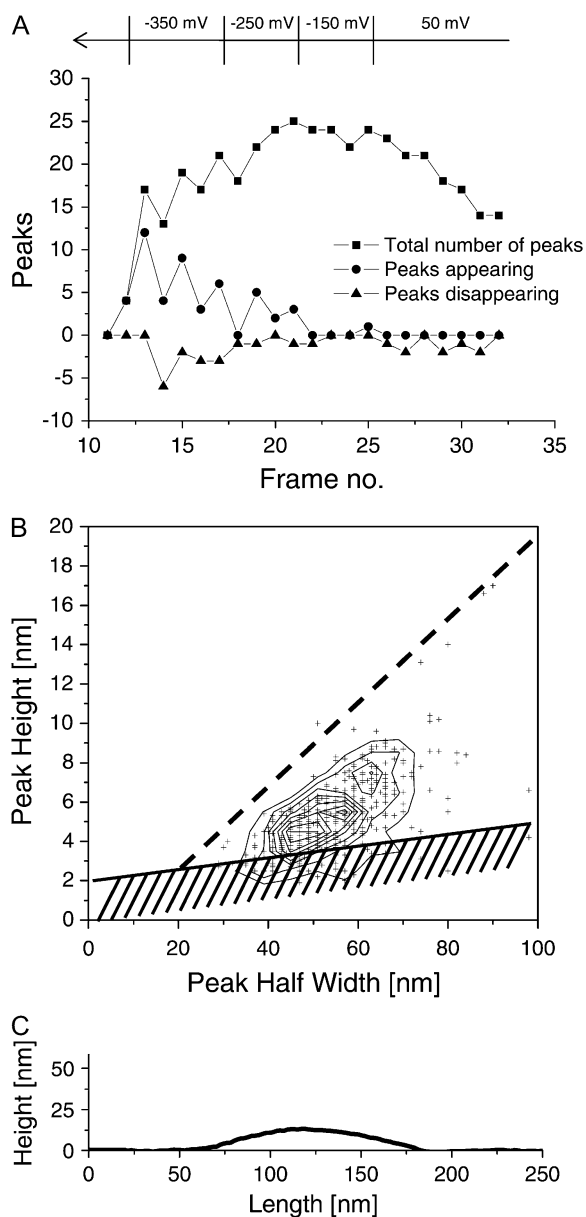 A
-350 mV -250 mV -150 mV 50 mV
30
25
20
15
10
5
0
-5
-10
Peaks
Total number of peaks
Peaks appearing
Peaks disappearing
10 15 20 25 30 35
Frame no.
B
20
18
16
14
12
10
8
6
4
2
0
Peak Height [nm]
0 20 40 60 80 100
Peak Half Width [nm]
C
50
25
0
Height [nm]
0 50 100 150 200 250
Length [nm]